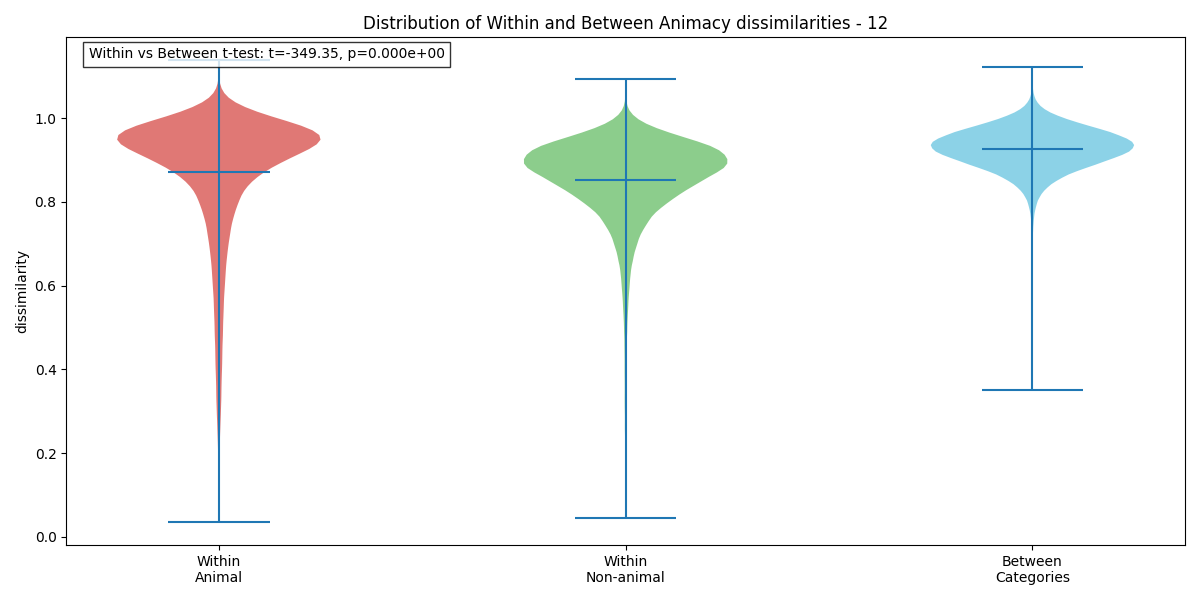 Distribution of Within and Between Animacy dissimilarities - 12
Within vs Between t-test: t=-349.35, p=0.000e+00
dissimilarity
1.0
0.8
0.6
0.4
0.2
0.0
Within
Animal
Within
Non-animal
Between
Categories